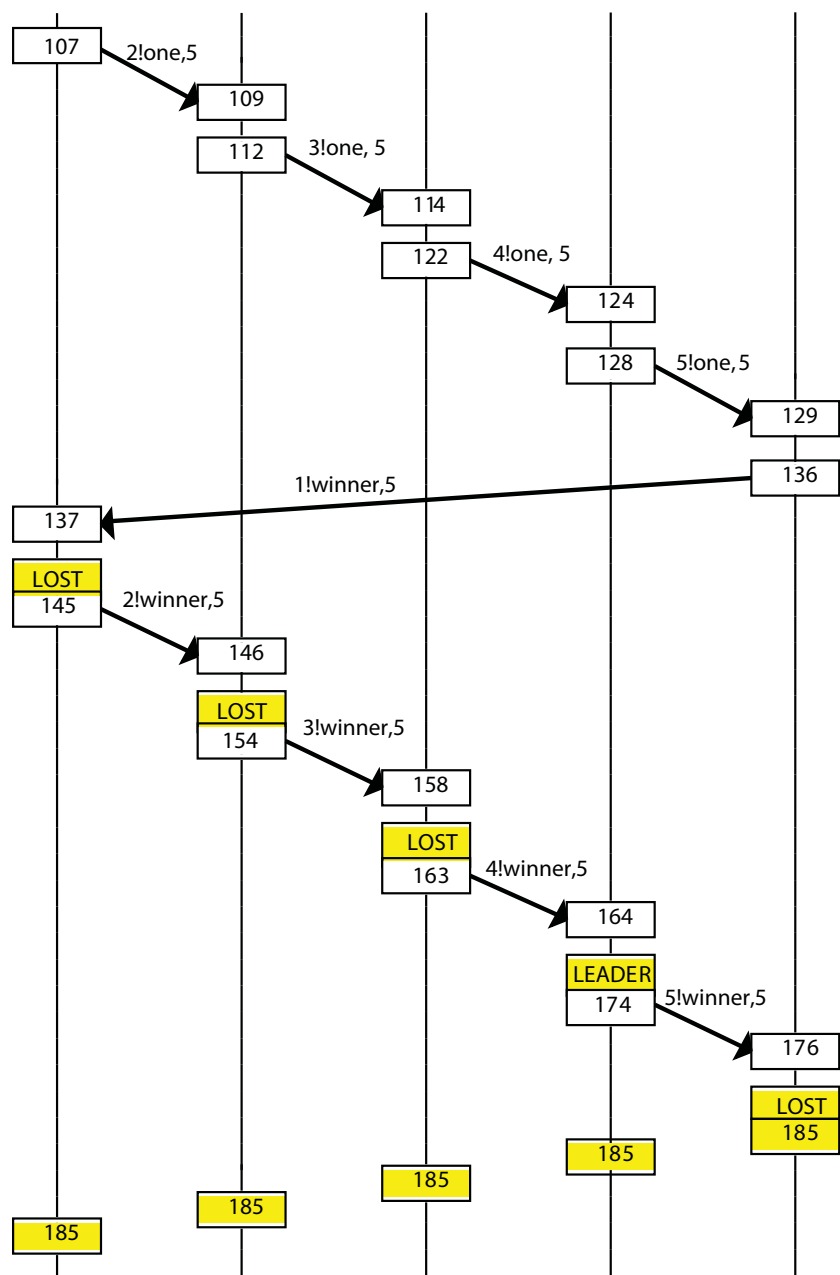 107
2!one,5
109
112
3!one, 5
114
122
4!one, 5
124
128
5!one,5
129
136
1!winner,5
137
LOST
145
2!winner,5
146
LOST
154
3!winner,5
158
LOST
163
4!winner,5
164
LEADER
174
5!winner,5
176
LOST
185
185
185
185
185